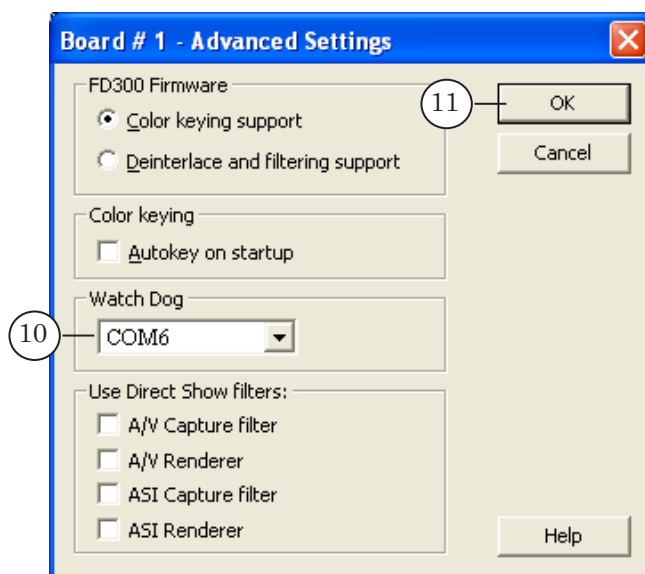 Board # 1 - Advanced Settings
FD300 Firmware
Color keying support
Deinterlace and filtering support
11
OK
Cancel
Color keying
Autokey on startup
Watch Dog
10
COM6
Use Direct Show filters:
A/V Capture filter
A/V Renderer
ASI Capture filter
ASI Renderer
Help